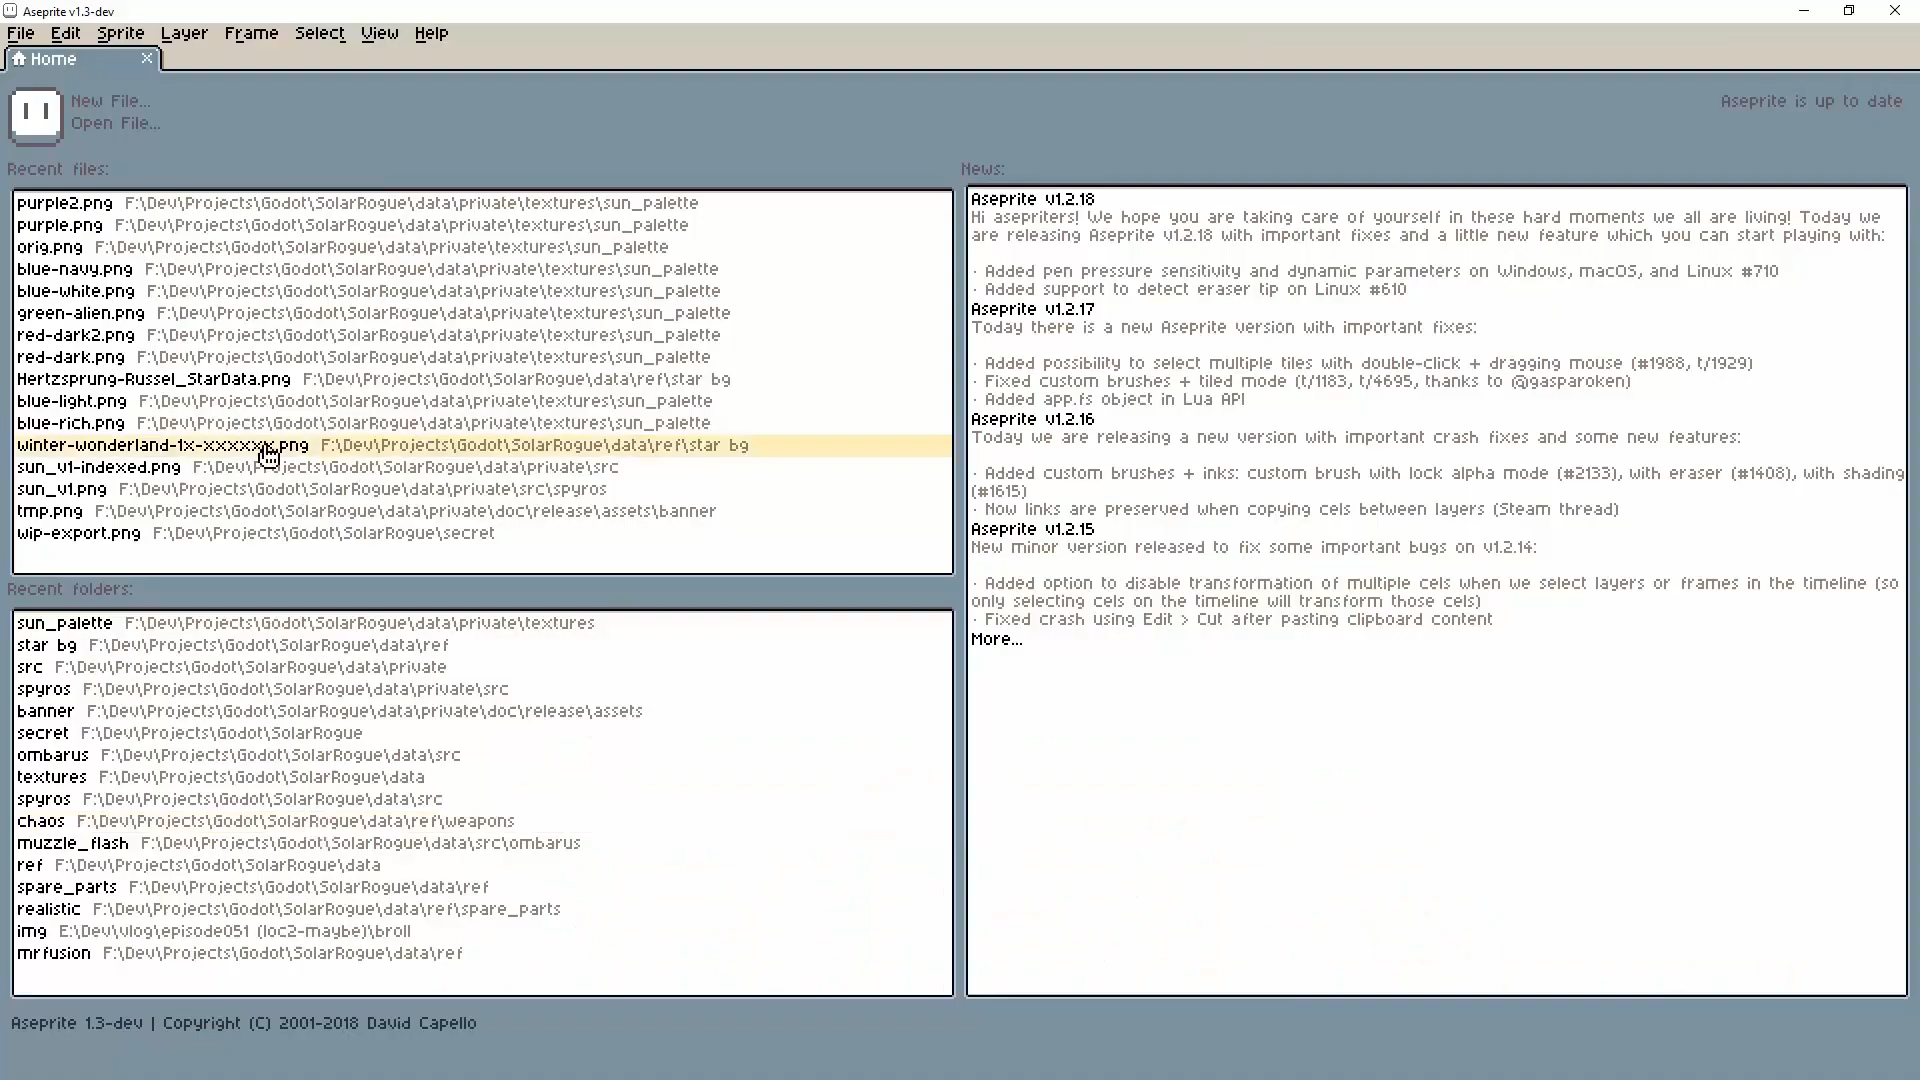 Aseprite v1.3-dev
File Edit Sprite Layer Frame Select View Help
Home
New File...
Open File...
Aseprite is up to date
Recent files:
purple2.png F:\Dev\Projects\Godot\SolarRogue\data\private\textures\sun_palette
purple.png F:\Dev\Projects\Godot\SolarRogue\data\private\textures\sun_palette
orig.png F:\Dev\Projects\Godot\SolarRogue\data\private\textures\sun_palette
blue-navy.png F:\Dev\Projects\Godot\SolarRogue\data\private\textures\sun_palette
blue-white.png F:\Dev\Projects\Godot\SolarRogue\data\private\textures\sun_palette
green-alien.png F:\Dev\Projects\Godot\SolarRogue\data\private\textures\sun_palette
red-dark2.png F:\Dev\Projects\Godot\SolarRogue\data\private\textures\sun_palette
red-dark.png F:\Dev\Projects\Godot\SolarRogue\data\private\textures\sun_palette
Hertzsprung-Russel_StarData.png F:\Dev\Projects\Godot\SolarRogue\data\ref\star bg
blue-light.png F:\Dev\Projects\Godot\SolarRogue\data\private\textures\sun_palette
blue-rich.png F:\Dev\Projects\Godot\SolarRogue\data\private\textures\sun_palette
winter-wonderland-1x-xxxxxx.png F:\Dev\Projects\Godot\SolarRogue\data\ref\star bg
sun_v1-indexed.png F:\Dev\Projects\Godot\SolarRogue\data\private\src
sun_v1.png F:\Dev\Projects\Godot\SolarRogue\data\private\src\spyros
tmp.png F:\Dev\Projects\Godot\SolarRogue\data\private\doc\release\assets\banner
wip-export.png F:\Dev\Projects\Godot\SolarRogue\secret
Recent folders:
sun_palette F:\Dev\Projects\Godot\SolarRogue\data\private\textures
star bg F:\Dev\Projects\Godot\SolarRogue\data\ref
src F:\Dev\Projects\Godot\SolarRogue\data\private
spyros F:\Dev\Projects\Godot\SolarRogue\data\private\src
banner F:\Dev\Projects\Godot\SolarRogue\data\private\doc\release\assets
secret F:\Dev\Projects\Godot\SolarRogue
ombarus F:\Dev\Projects\Godot\SolarRogue\data\src
textures F:\Dev\Projects\Godot\SolarRogue\data
spyros F:\Dev\Projects\Godot\SolarRogue\data\src
chaos F:\Dev\Projects\Godot\SolarRogue\data\ref\weapons
muzzle_flash F:\Dev\Projects\Godot\SolarRogue\data\src\ombarus
ref F:\Dev\Projects\Godot\SolarRogue\data
spare_parts F:\Dev\Projects\Godot\SolarRogue\data\ref
realistic F:\Dev\Projects\Godot\SolarRogue\data\ref\spare_parts
img E:\Dev\vlog\episode051 (loc2-maybe)\broll
mrfusion F:\Dev\Projects\Godot\SolarRogue\data\ref
News:
Aseprite v1.2.18
Hi asepriters! We hope you are taking care of yourself in these hard moments we all are living! Today we
are releasing Aseprite v1.2.18 with important fixes and a little new feature which you can start playing with:
· Added pen pressure sensitivity and dynamic parameters on Windows, macOS, and Linux #710
· Added support to detect eraser tip on Linux #610
Aseprite v1.2.17
Today there is a new Aseprite version with important fixes:
· Added possibility to select multiple tiles with double-click + dragging mouse (#1988, t/1929)
· Fixed custom brushes + tiled mode (t/1183, t/4695, thanks to @gasparoken)
· Added app.fs object in Lua API
Aseprite v1.2.16
Today we are releasing a new version with important crash fixes and some new features:
· Added custom brushes + inks: custom brush with lock alpha mode (#2133), with eraser (#1408), with shading
(#1615)
· Now links are preserved when copying cels between layers (Steam thread)
Aseprite v1.2.15
New minor version released to fix some important bugs on v1.2.14:
· Added option to disable transformation of multiple cels when we select layers or frames in the timeline (so
only selecting cels on the timeline will transform those cels)
· Fixed crash using Edit > Cut after pasting clipboard content
More...
Aseprite 1.3-dev | Copyright (C) 2001-2018 David Capello